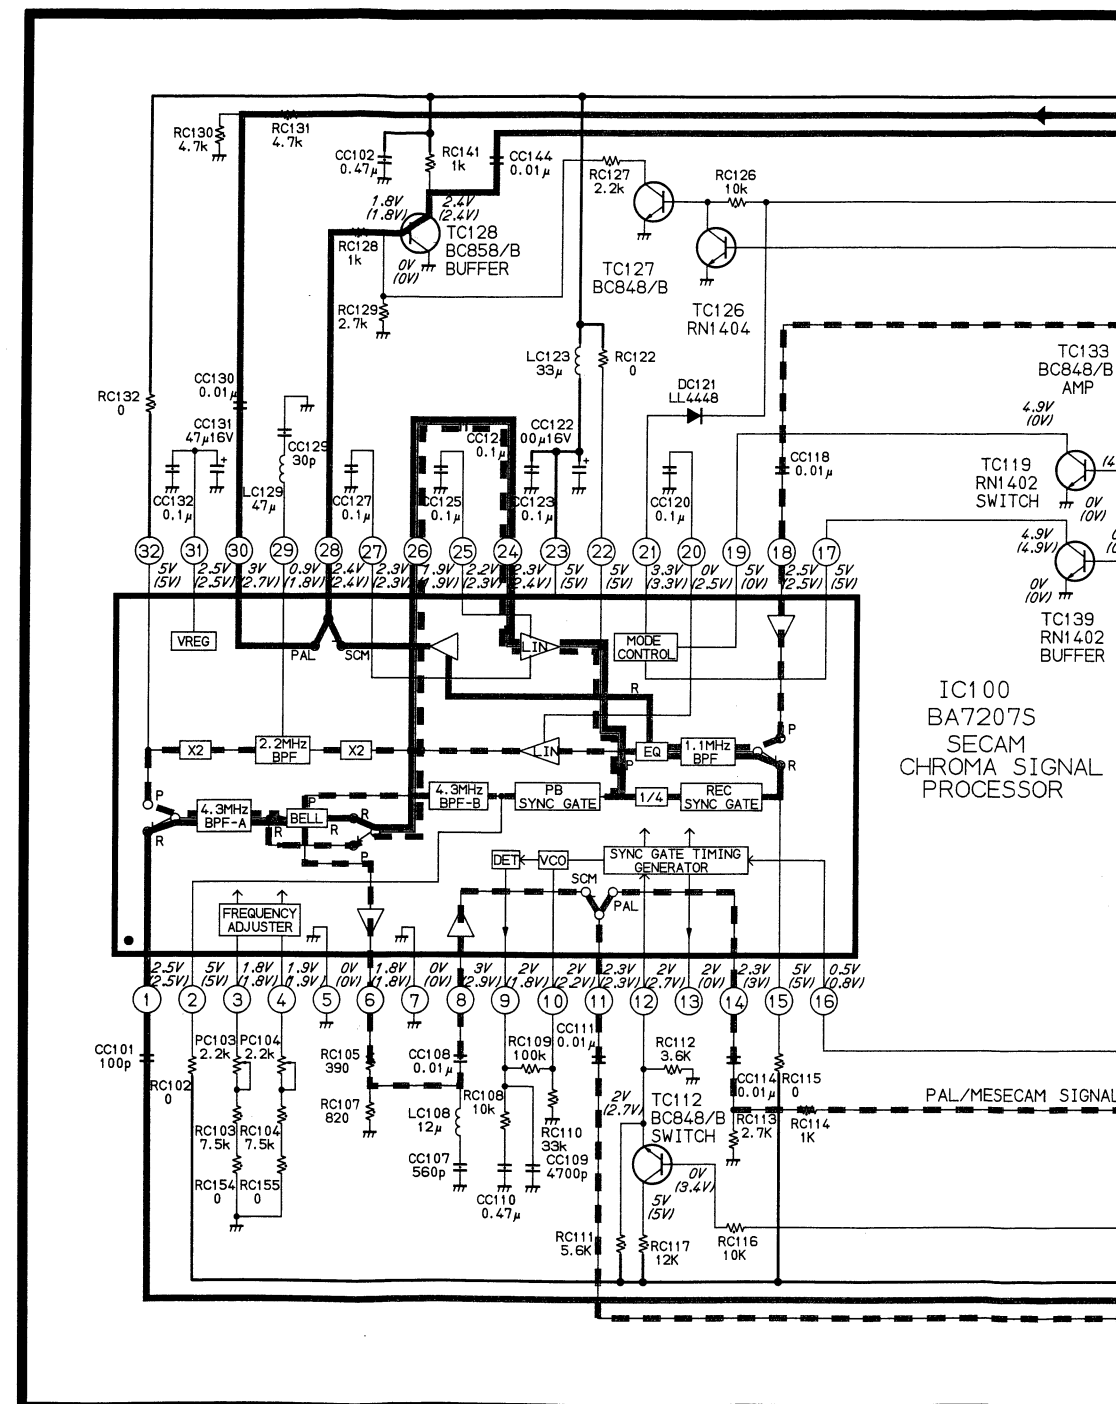 RC130
4.7k
RC131
4.7k
CC102
0.47μ
RC141
1k
CC144
0.01μ
RC127
2.2k
RC126
10k
1.8V
(1.8V)
2.4V
(2.4V)
RC128
1k
TC128
BC858/B
BUFFER
0V
(0V)
TC127
BC848/B
TC126
RN1404
RC129
2.7k
RC132
0
CC130
0.01μ
CC131
47μ16V
CC129
30p
LC129
47μ
CC132
0.1μ
CC127
0.1μ
CC125
0.1μ
0.1μ
LC123
33μ
RC122
0
CC122
00μ16V
CC123
0.1μ
DC121
LL4448
CC120
0.1μ
CC118
0.01μ
TC133
BC848/B
AMP
4.9V
(0V)
TC119
RN1402
SWITCH
(4
0V
(0V)
4.9V
(4.9V)
0V
(0V)
TC139
RN1402
BUFFER
32 31 30 29 28 27 26 25 24 23 22 21 20 19 18 17
5V 2.5V 3V 0.9V 2.4V 2.3V 1.9V 2.2V 2.3V 5V 5V 3.3V 0V 5V 2.5V 5V
(5V) (2.5V) (2.7V) (1.8V) (2.4V) (2.3V) (1.9V) (2.3V) (2.4V) (5V) (5V) (3.3V) (2.5V) (0V) (2.5V) (5V)
VREG
PAL
SCM
LIN
MODE
CONTROL
R
IC100
BA7207S
SECAM
CHROMA SIGNAL
PROCESSOR
X2
2.2MHz
BPF
X2
LIN
EQ
1.1MHz
BPF
P
R
P
4.3MHz
BPF-B
PB
SYNC GATE
1/4
REC
SYNC GATE
P
R
4.3MHz
BPF-A
P
BELL
R
R
R
P
DET
VCO
SYNC GATE TIMING
GENERATOR
SCM
PAL
FREQUENCY
ADJUSTER
2.5V 5V 1.8V 1.9V 0V 1.8V 0V 3V 2V 2V 2.3V 2V 2V 2.3V 5V 0.5V
(2.5V) (5V) (1.8V) (1.9V) (0V) (1.8V) (0V) (2.9V) (1.8V) (2.2V) (2.3V) (2.7V) (0V) (3V) (5V) (0.8V)
1 2 3 4 5 6 7 8 9 10 11 12 13 14 15 16
CC101
100p
RC102
0
PC103
2.2k
PC104
2.2k
RC103
7.5k
RC104
7.5k
RC154
0
RC155
0
RC105
390
RC107
820
CC108
0.01μ
LC108
12μ
CC107
560p
RC109
100k
RC108
10k
RC110
33k
CC109
4700p
CC110
0.47μ
CC111
0.01μ
RC112
3.6K
2V
(2.7V)
TC112
BC848/B
SWITCH
0V
(3.4V)
5V
(5V)
RC111
5.6K
RC117
12K
RC116
10K
CC114
0.01μ
RC115
0
RC113
2.7K
RC114
1K
PAL/MESECAM SIGNAL